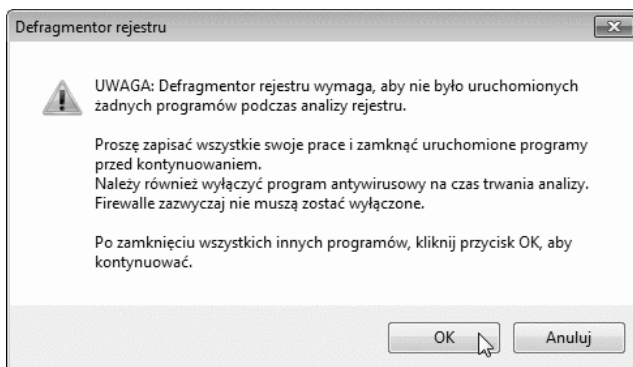 Defragmentor rejestru
UWAGA: Defragmentor rejestru wymaga, aby nie było uruchomionych
żadnych programów podczas analizy rejestru.
Proszę zapisać wszystkie swoje prace i zamknąć uruchomione programy
przed kontynuowaniem.
Należy również wyłączyć program antywirusowy na czas trwania analizy.
Firewalle zazwyczaj nie muszą zostać wyłączone.
Po zamknięciu wszystkich innych programów, kliknij przycisk OK, aby
kontynuować.
OK
Anuluj